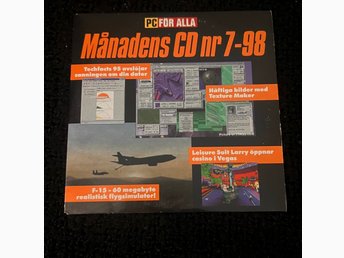 PC FÖR ALLA
Månadens CD nr 7-98
Techfacts 95 avslöjar
sanningen om din dator
Häftiga bilder med
Texture Maker
Leisure Suit Larry öppnar
casino i Vegas
F-15 - 60 megabyte
realistisk flygsimulator!